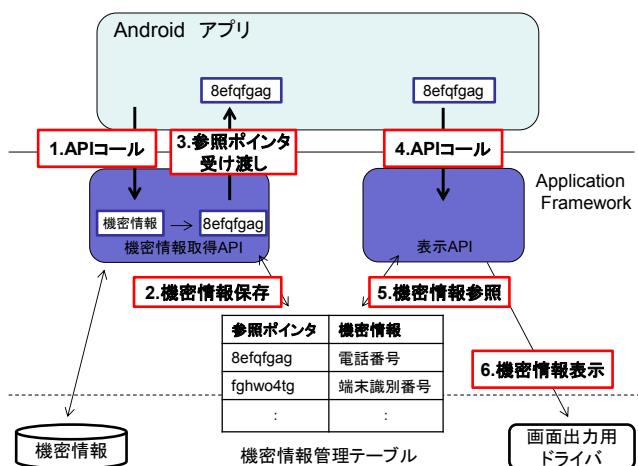 Android アプリ
8efqfgag
8efqfgag
1.APIコール
3.参照ポインタ
受け渡し
4.APIコール
Application
Framework
機密情報
→
8efqfgag
機密情報取得API
表示API
2.機密情報保存
5.機密情報参照
参照ポインタ
機密情報
8efqfgag
電話番号
fghwo4tg
端末識別番号
:
:
6.機密情報表示
機密情報
機密情報管理テーブル
画面出力用
ドライバ